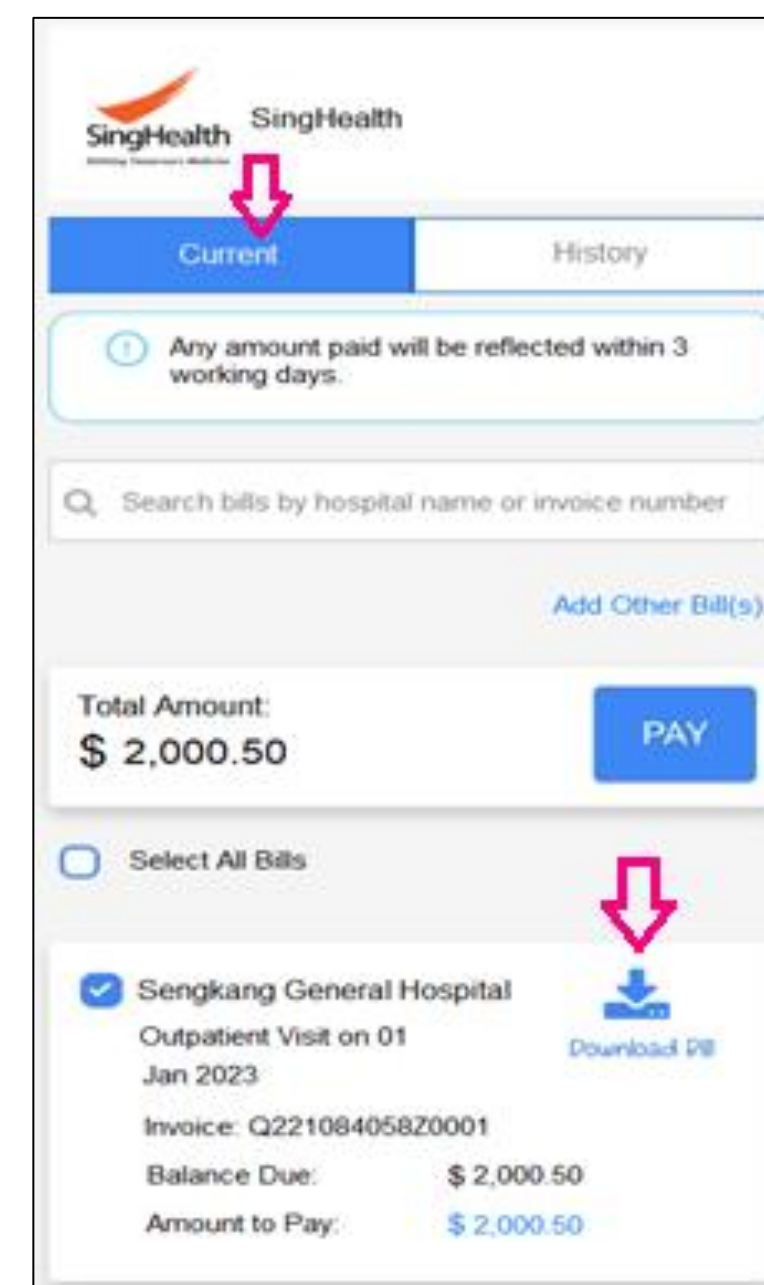 SingHealth
SingHealth
Current
History
Any amount paid will be reflected within 3
working days.
Search bills by hospital name or invoice number
Add Other Bill(s)
Total Amount:
$ 2,000.50
PAY
Select All Bills
Sengkang General Hospital
Download Bill
Outpatient Visit on 01
Jan 2023
Invoice: Q221084058Z0001
Balance Due: $ 2,000.50
Amount to Pay: $ 2,000.50